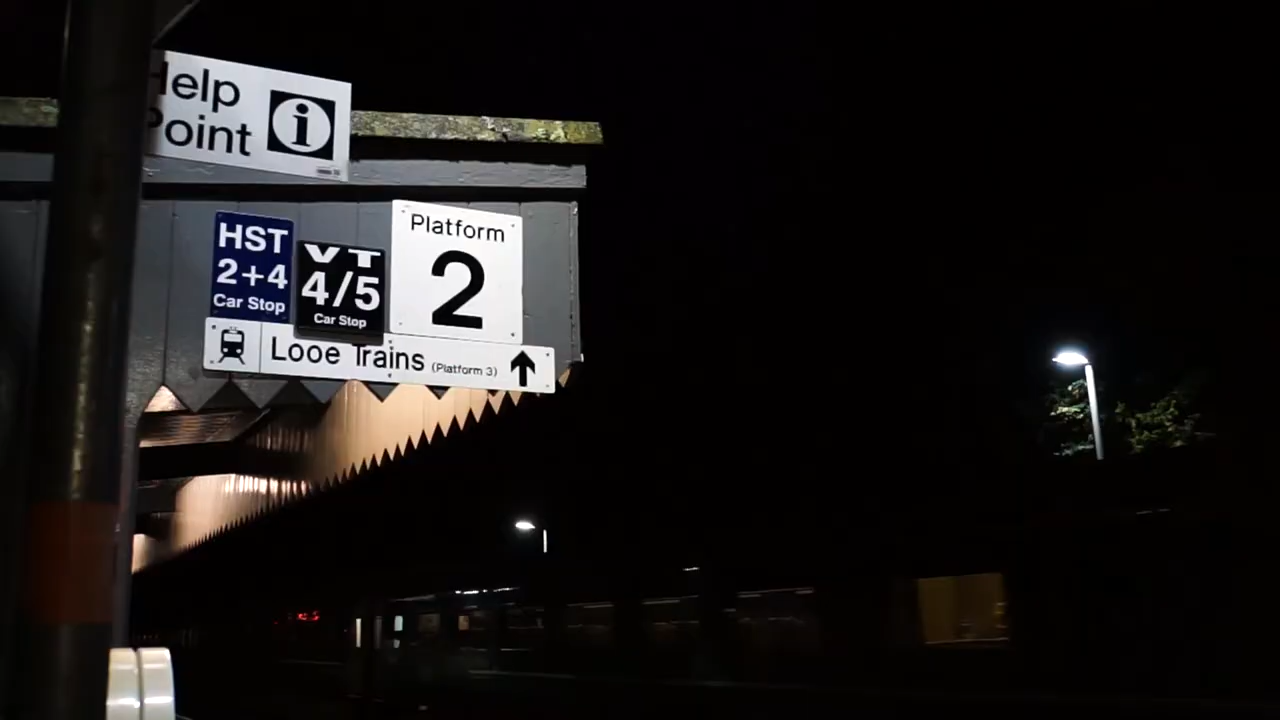 Help
Point
HST
2+4
Car Stop
VT
4/5
Car Stop
Platform
2
Looe Trains (Platform 3)